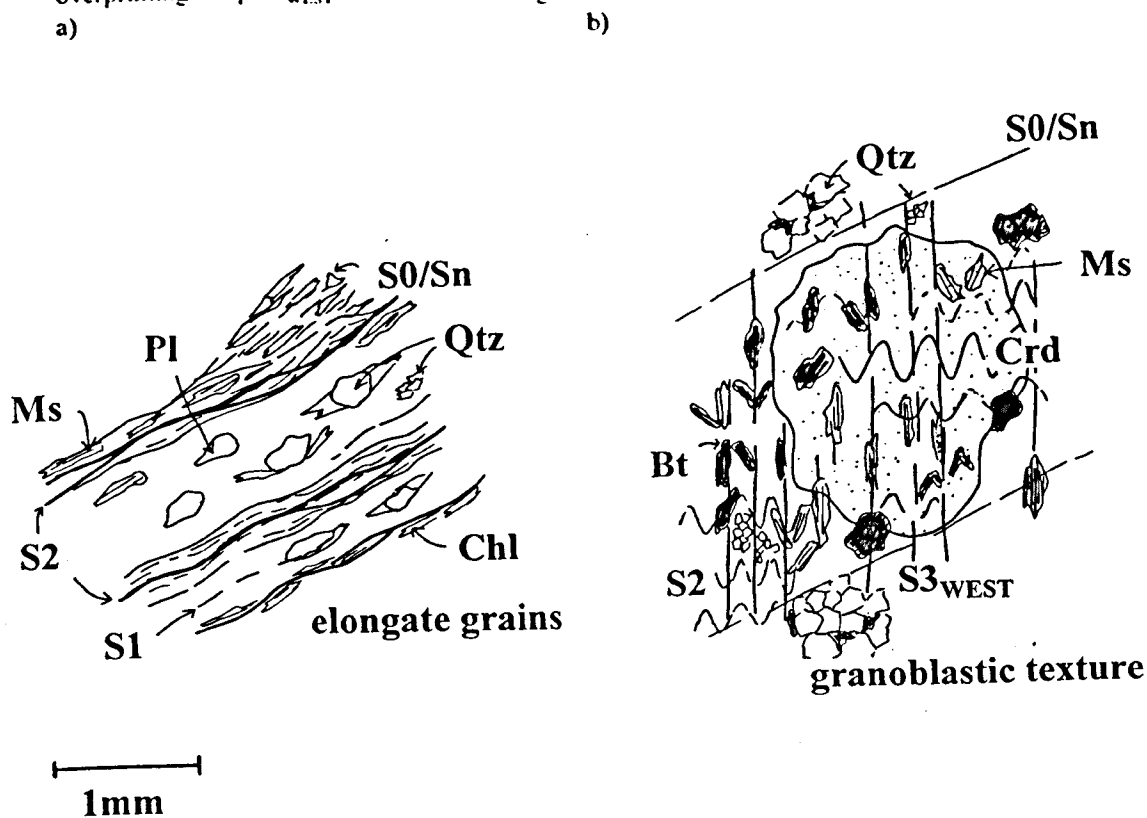 a)
b)
S0/Sn
Qtz
Ms
Crd
Bt
S2
S3WEST
granoblastic texture
S0/Sn
Pl
Qtz
Ms
S2
Chl
S1
elongate grains
1mm